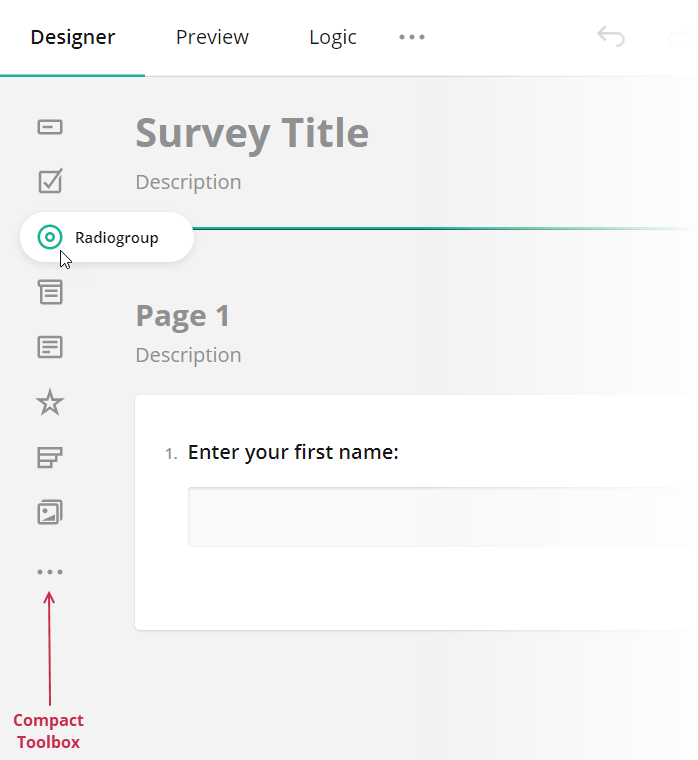 Designer Preview Logic
Survey Title
Description
Radiogroup
Page 1
Description
1. Enter your first name:
Compact
Toolbox